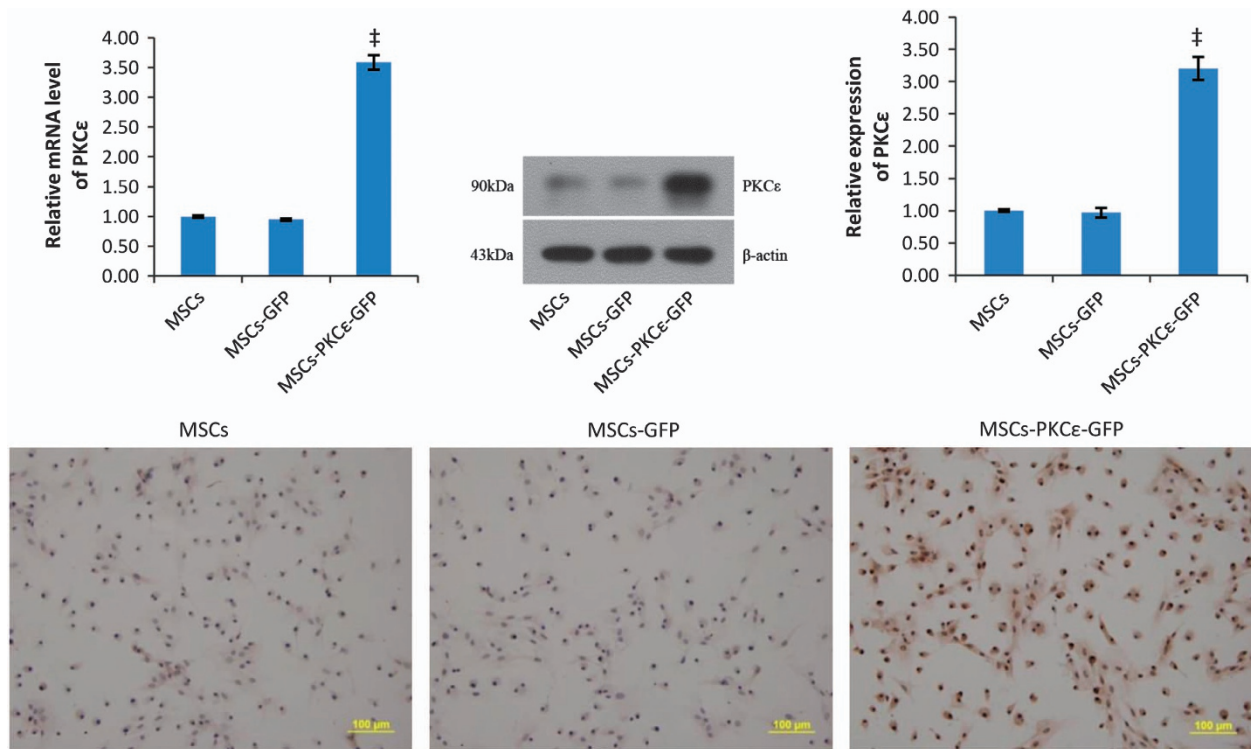 Relative mRNA level
of PKCε
4.00
3.50
3.00
2.50
2.00
1.50
1.00
0.50
0.00
‡
MSCs
MSCs-GFP
MSCs-PKCε-GFP
90kDa
PKCε
43kDa
β-actin
MSCs
MSCs-GFP
MSCs-PKCε-GFP
Relative expression
of PKCε
4.00
3.50
3.00
2.50
2.00
1.50
1.00
0.50
0.00
‡
MSCs
MSCs-GFP
MSCs-PKCε-GFP
MSCs
MSCs-GFP
MSCs-PKCε-GFP
100 µm
100 µm
100 µm